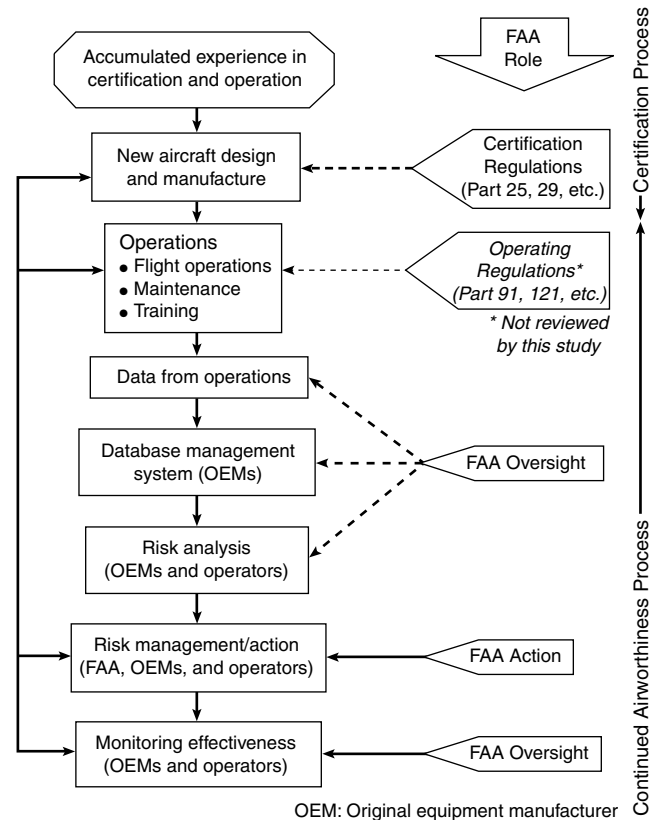 Accumulated experience in
certification and operation
FAA
Role
New aircraft design
and manufacture
Certification
Regulations
(Part 25, 29, etc.)
Certification Process
Operations
● Flight operations
● Maintenance
● Training
Operating
Regulations*
(Part 91, 121, etc.)
* Not reviewed
by this study
Data from operations
Database management
system (OEMs)
FAA Oversight
Risk analysis
(OEMs and operators)
Risk management/action
(FAA, OEMs, and operators)
FAA Action
Monitoring effectiveness
(OEMs and operators)
FAA Oversight
Continued Airworthiness Process
OEM: Original equipment manufacturer